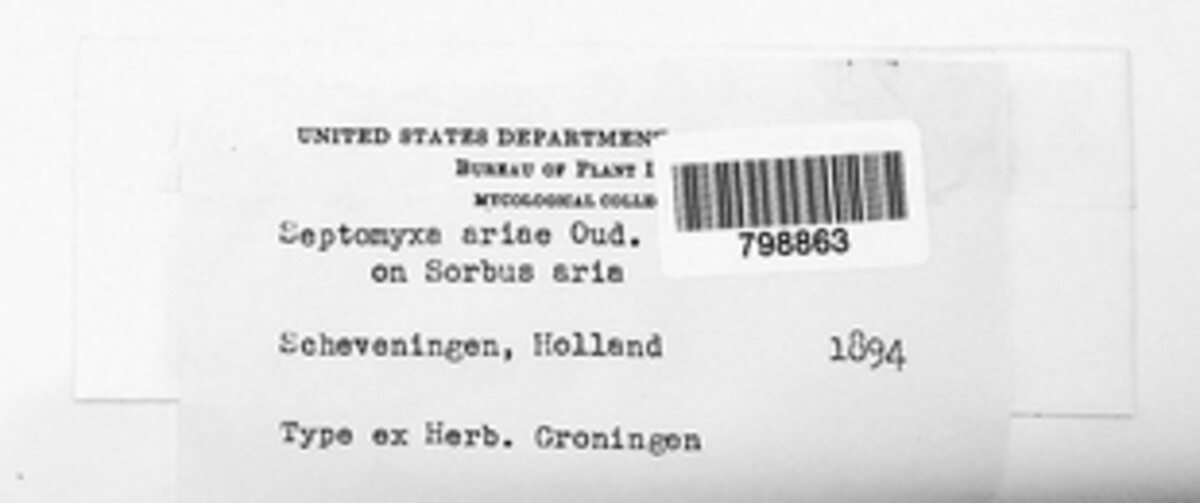 UNITED STATES DEPARTMENT
BUREAU OF PLANT I
MYCOLOGICAL COLLE
798863
Septomyxa ariae Oud.
on Sorbus aria
Scheveningen, Holland 1894
Type ex Herb. Groningen